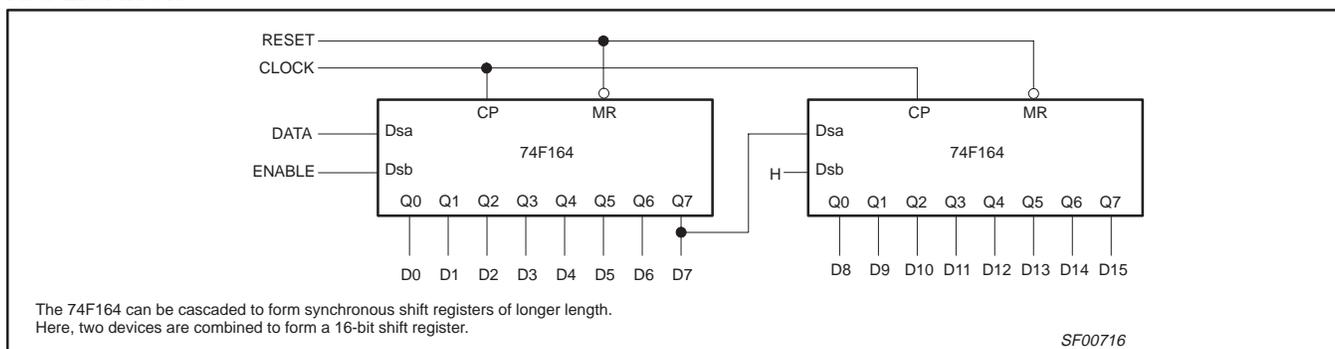 RESET
CLOCK
CP MR CP MR
DATA Dsa Dsa
74F164 74F164
ENABLE Dsb H Dsb
Q0 Q1 Q2 Q3 Q4 Q5 Q6 Q7 Q0 Q1 Q2 Q3 Q4 Q5 Q6 Q7
D0 D1 D2 D3 D4 D5 D6 D7 D8 D9 D10 D11 D12 D13 D14 D15
The 74F164 can be cascaded to form synchronous shift registers of longer length.
Here, two devices are combined to form a 16-bit shift register.
SF00716